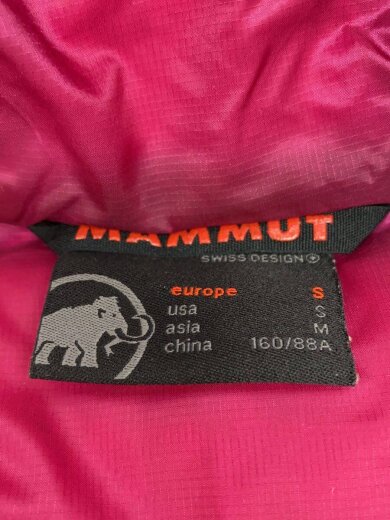 MAMMUT
SWISS DESIGN
europe S
usa S
asia M
china 160/88A